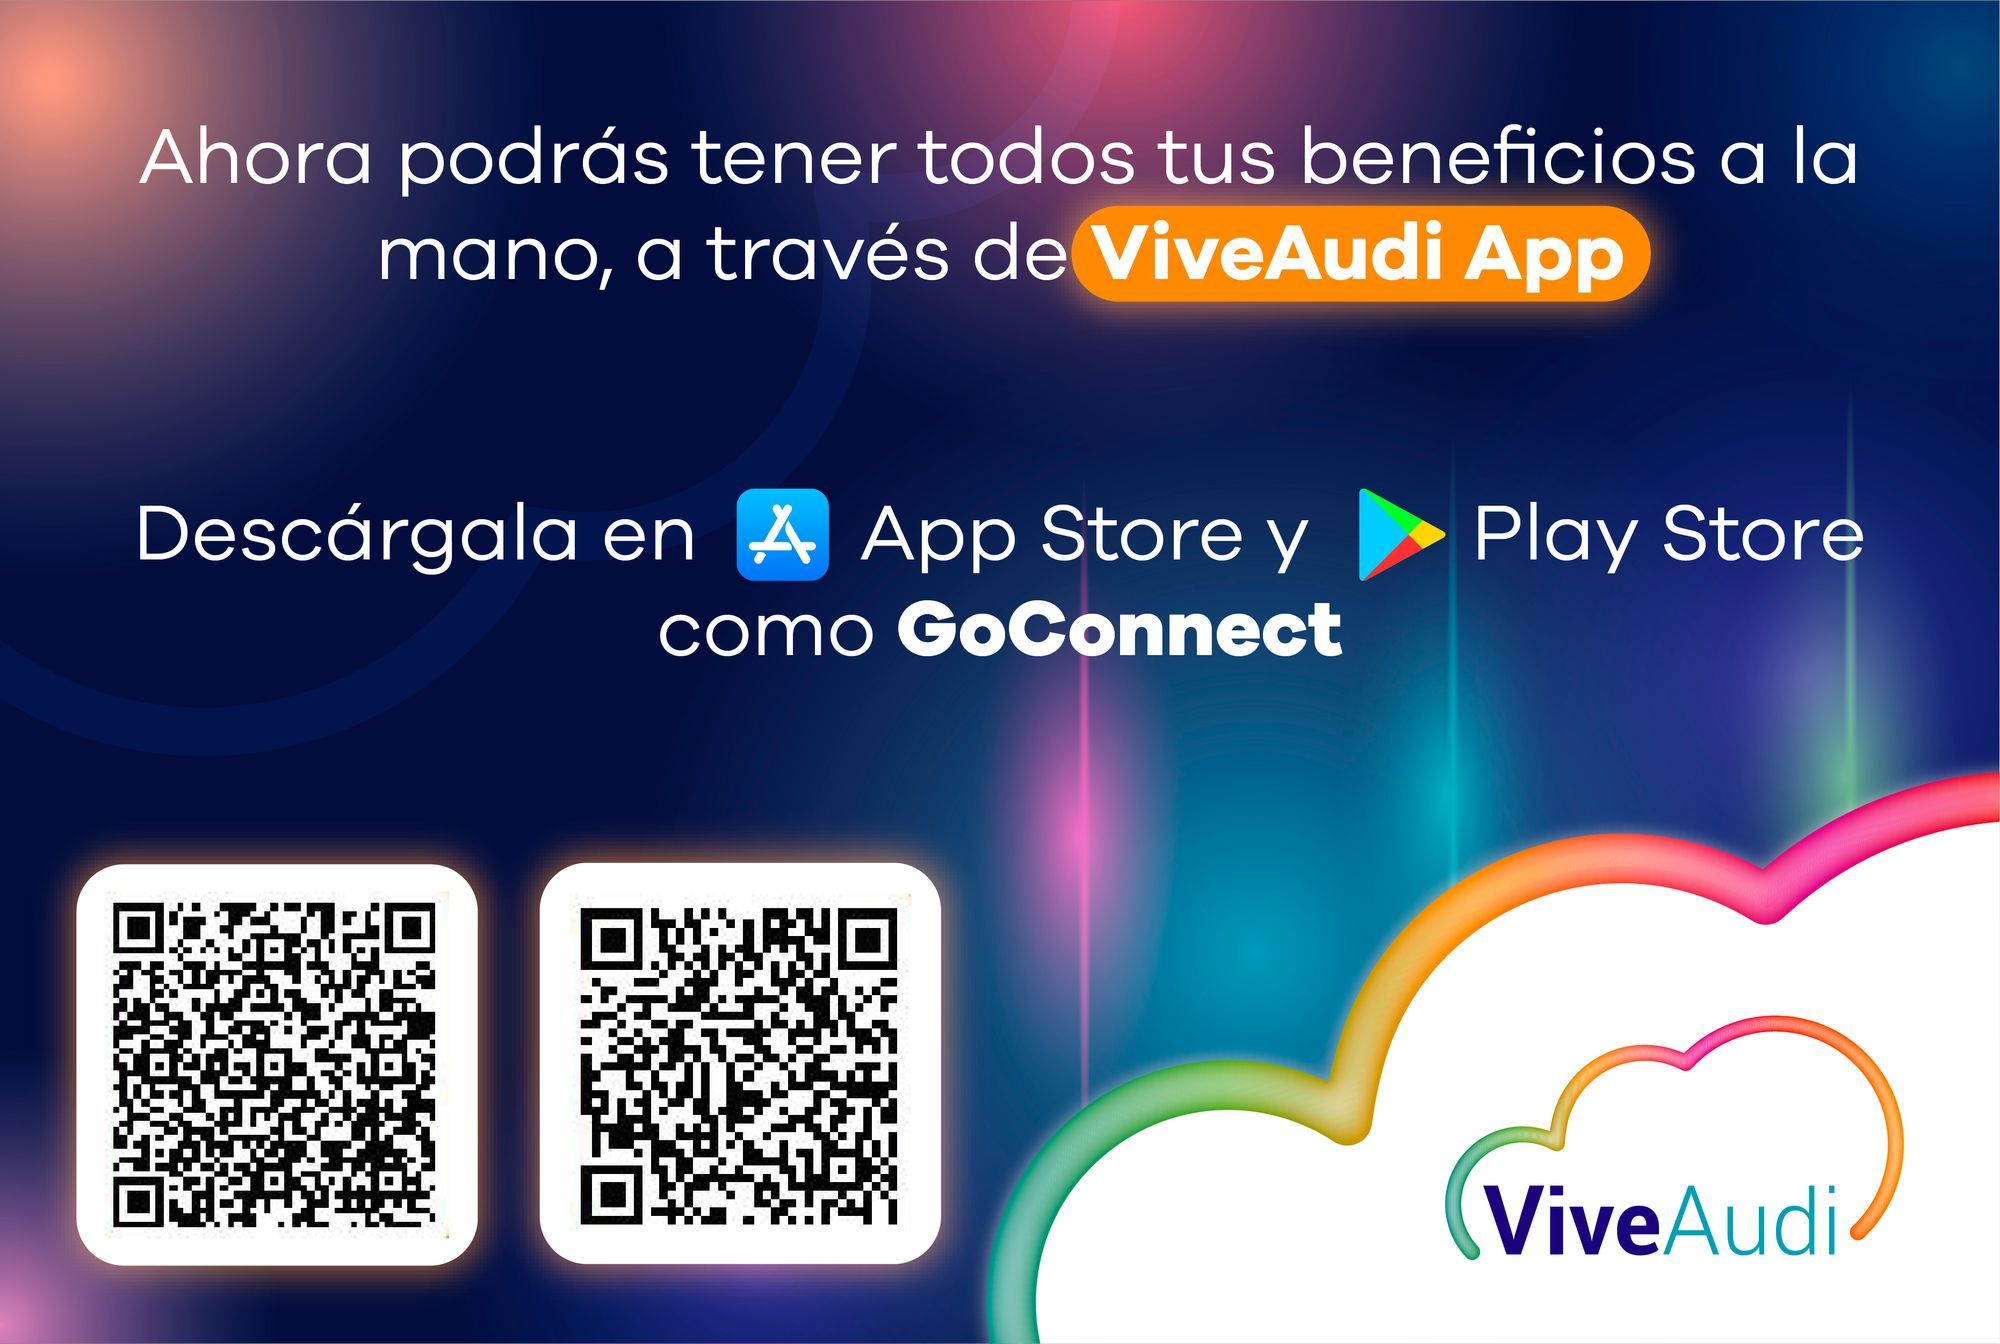 Ahora podrás tener todos tus beneficios a la
mano, a través de ViveAudi App
Descárgala en App Store y Play Store
como GoConnect
ViveAudi